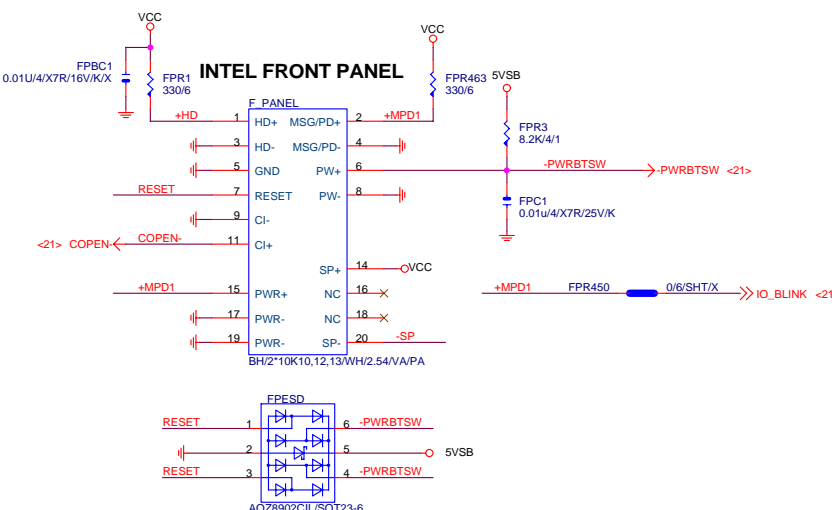 VCC
VCC
FPBC1
0.01U/4/X7R/16V/K/X
FPR1
330/6
INTEL FRONT PANEL
FPR463
330/6
5VSB
F_PANEL
+HD 1 HD+ MSG/PD+ 2 +MPD1
FPR3
8.2K/4/1
3 HD- MSG/PD- 4
5 GND PW+ 6 -PWRBTSW -PWRBTSW <21>
RESET 7 RESET PW- 8
FPC1
0.01u/4/X7R/25V/K
9 CI-
<21> COPEN- COPEN- 11 CI+
SP+ 14 VCC
+MPD1 15 PWR+ NC 16
+MPD1 FPR450 0/6/SHT/X IO_BLINK <21
17 PWR- NC 18
19 PWR- SP- 20 -SP
BH/2*10K10,12,13/WH/2.54/VA/PA
FPESD
RESET 1 6 -PWRBTSW
2 5 5VSB
RESET 3 4 -PWRBTSW
AOZ8902CIL/SOT23-6